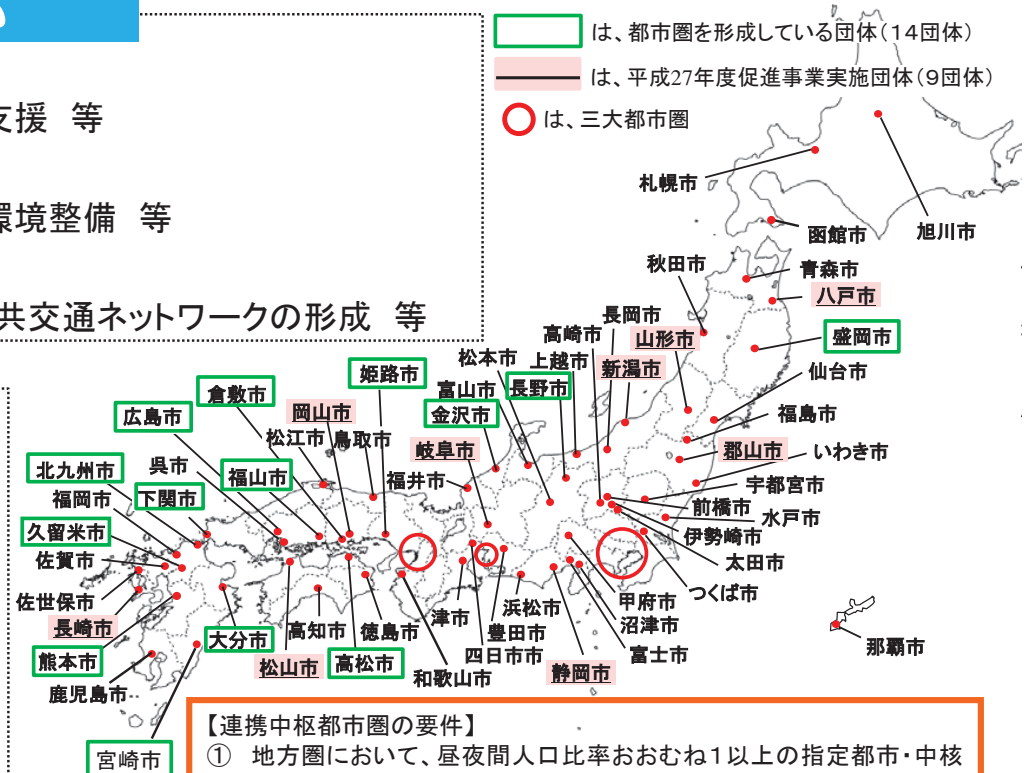 は、都市圏を形成している団体(14団体)
は、平成27年度促進事業実施団体(9団体)
は、三大都市圏
支援 等
環境整備 等
共交通ネットワークの形成 等
札幌市
函館市
旭川市
秋田市
青森市
八戸市
長岡市
高崎市
山形市
盛岡市
松本市
上越市
新潟市
仙台市
姫路市
富山市
長野市
倉敷市
岡山市
金沢市
福島市
広島市
松江市
鳥取市
岐阜市
郡山市
いわき市
北九州市
呉市
福山市
福井市
宇都宮市
福岡市
下関市
前橋市
水戸市
久留米市
伊勢崎市
佐賀市
太田市
佐世保市
つくば市
長崎市
大分市
高知市
徳島市
津市
浜松市
甲府市
豊田市
沼津市
熊本市
松山市
高松市
和歌山市
四日市市
静岡市
富士市
那覇市
鹿児島市
宮崎市
【連携中枢都市圏の要件】
① 地方圏において、昼夜間人口比率おおむね1以上の指定都市・中核